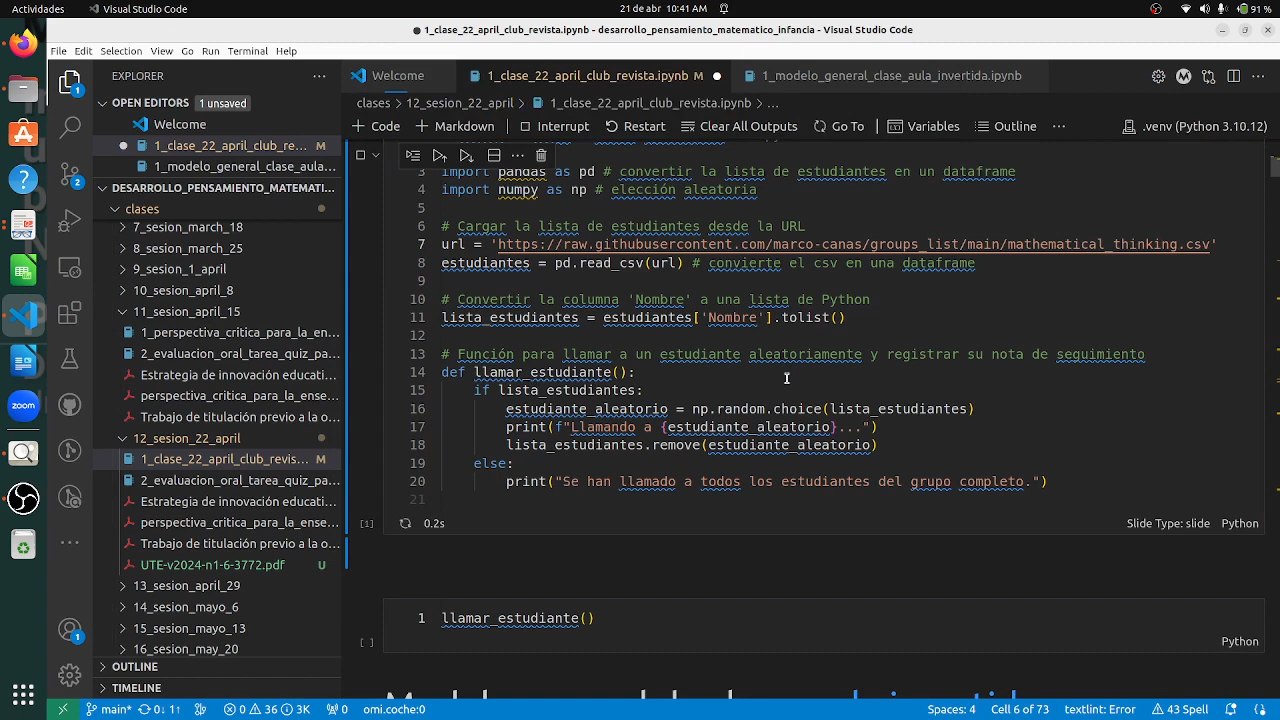 Actividades
Visual Studio Code
21 de abr 10:41 AM
91 %
1_clase_22_april_club_revista.ipynb - desarrollo_pensamiento_matematico_infancia - Visual Studio Code
File Edit Selection View Go Run Terminal Help
EXPLORER
OPEN EDITORS 1 unsaved
Welcome
1_clase_22_april_club_re... M
1_modelo_general_clase_aula...
DESARROLLO_PENSAMIENTO_MATEMATI...
clases
7_sesion_march_18
8_sesion_march_25
9_sesion_1_april
10_sesion_april_8
11_sesion_april_15
1_perspectiva_critica_para_la_en...
2_evaluacion_oral_tarea_quiz_pa...
Estrategia de innovación educati...
perspectiva_critica_para_la_ense...
Trabajo de titulación previo a la o...
12_sesion_22_april
1_clase_22_april_club_revis... M
2_evaluacion_oral_tarea_quiz_pa...
Estrategia de innovación educati...
perspectiva_critica_para_la_ense...
Trabajo de titulación previo a la o...
UTE-v2024-n1-6-3772.pdf U
13_sesion_april_29
14_sesion_mayo_6
15_sesion_mayo_13
16_sesion_may_20
OUTLINE
TIMELINE
Welcome
1_clase_22_april_club_revista.ipynb M
1_modelo_general_clase_aula_invertida.ipynb
clases > 12_sesion_22_april > 1_clase_22_april_club_revista.ipynb > ...
+ Code + Markdown Interrupt Restart Clear All Outputs Go To Variables Outline ... .venv (Python 3.10.12)
3 import pandas as pd # convertir la lista de estudiantes en un dataframe
4 import numpy as np # elección aleatoria
5
6 # Cargar la lista de estudiantes desde la URL
7 url = 'https://raw.githubusercontent.com/marco-canas/groups_list/main/mathematical_thinking.csv'
8 estudiantes = pd.read_csv(url) # convierte el csv en una dataframe
9
10 # Convertir la columna 'Nombre' a una lista de Python
11 lista_estudiantes = estudiantes['Nombre'].tolist()
12
13 # Función para llamar a un estudiante aleatoriamente y registrar su nota de seguimiento
14 def llamar_estudiante():
15 if lista_estudiantes:
16 estudiante_aleatorio = np.random.choice(lista_estudiantes)
17 print(f"Llamando a {estudiante_aleatorio}...")
18 lista_estudiantes.remove(estudiante_aleatorio)
19 else:
20 print("Se han llamado a todos los estudiantes del grupo completo.")
21
[1] 0.2s Slide Type: slide Python
1 llamar_estudiante()
[ ] Python
main* 0↓ 1↑ 0 36 3K 0 omi.coche:0 Spaces: 4 Cell 6 of 73 textlint: Error 43 Spell